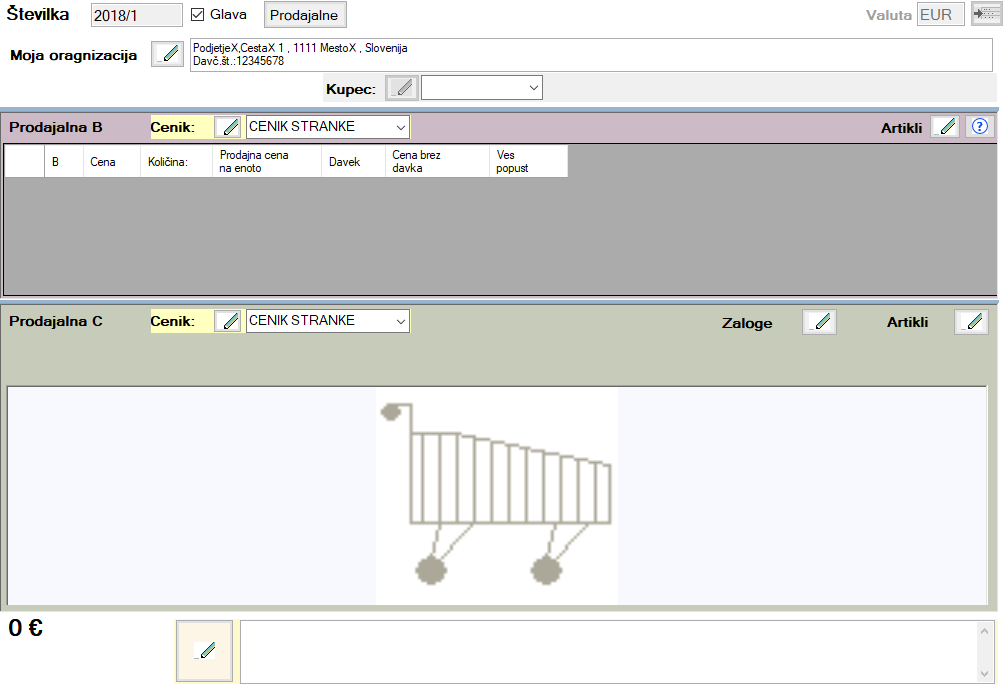 Številka 2018/1 Glava Prodajalne Valuta EUR
Moja oragnizacija PodjetjeX,CestaX 1 , 1111 MestoX , Slovenija
Davč.št.:12345678
Kupec:
Prodajalna B Cenik: CENIK STRANKE Artikli ?
B Cena Količina: Prodajna cena na enoto Davek Cena brez davka Ves popust
Prodajalna C Cenik: CENIK STRANKE Zaloge Artikli
0 €